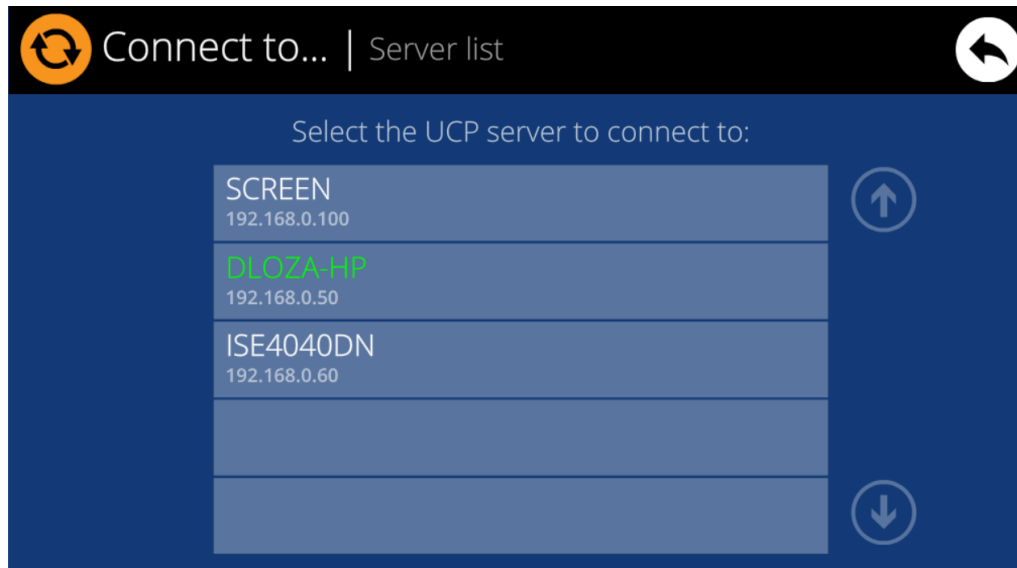 Connect to... | Server list
Select the UCP server to connect to:
SCREEN
192.168.0.100
DLOZA-HP
192.168.0.50
ISE4040DN
192.168.0.60